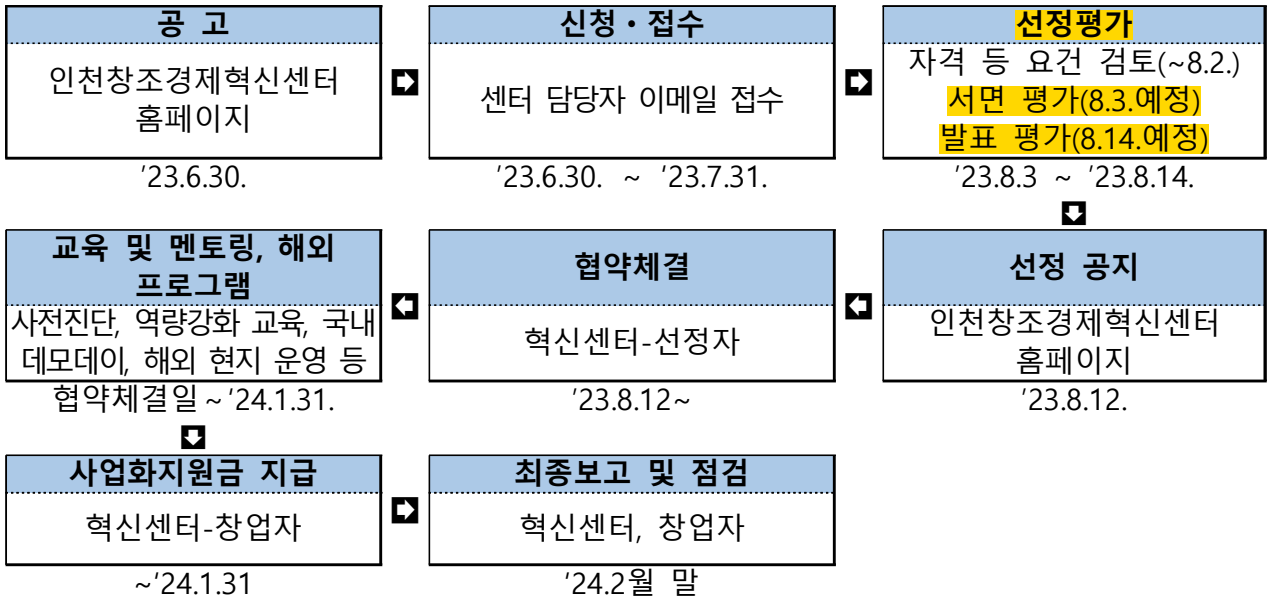 공 고
인천창조경제혁신센터
홈페이지
'23.6.30.
신청・접수
센터 담당자 이메일 접수
'23.6.30. ~ '23.7.31.
선정평가
자격 등 요건 검토(~8.2.)
서면 평가(8.3.예정)
발표 평가(8.14.예정)
'23.8.3 ~ '23.8.14.
선정 공지
인천창조경제혁신센터
홈페이지
'23.8.12.
협약체결
혁신센터-선정자
'23.8.12~
교육 및 멘토링, 해외
프로그램
사전진단, 역량강화 교육, 국내
데모데이, 해외 현지 운영 등
협약체결일 ~ '24.1.31.
사업화지원금 지급
혁신센터-창업자
~'24.1.31
최종보고 및 점검
혁신센터, 창업자
'24.2월 말